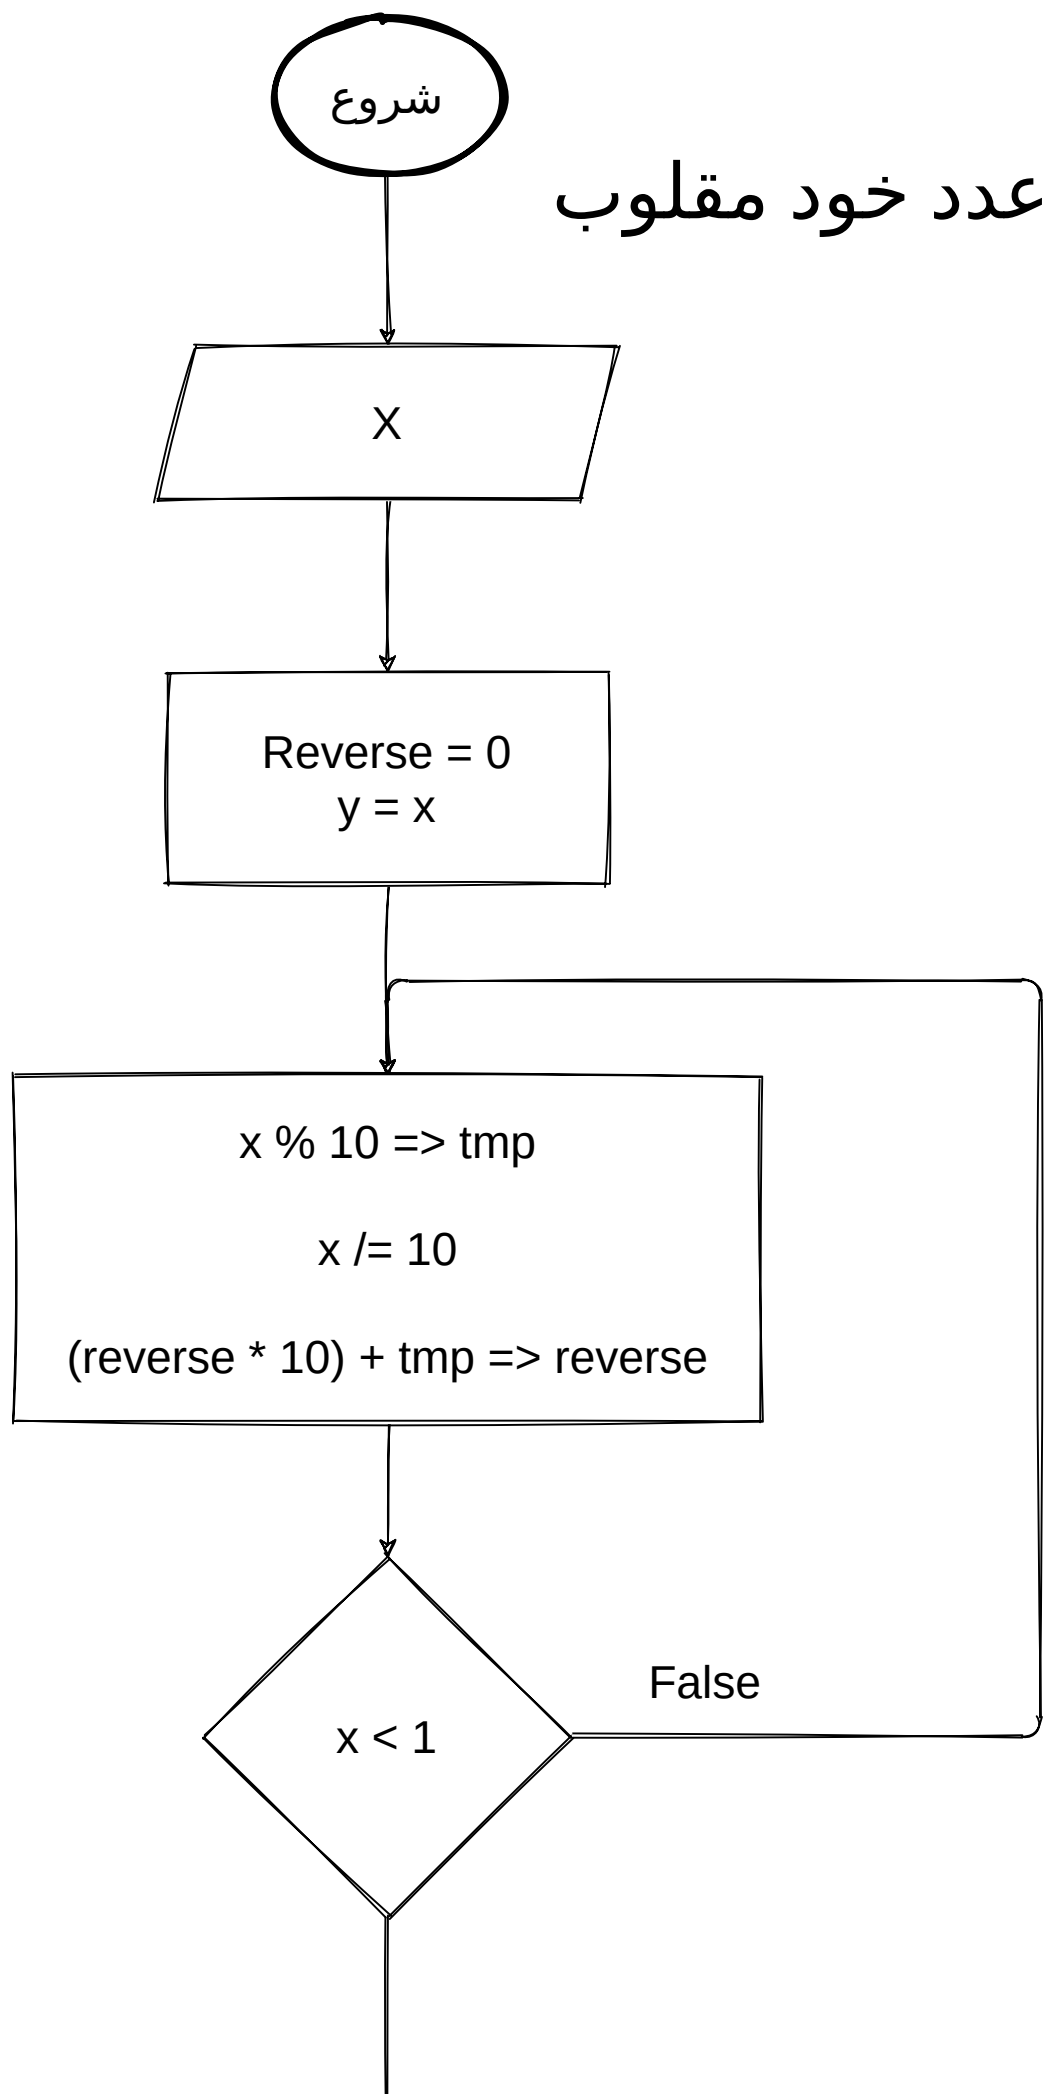 شروع
عدد خود مقلوب
X
Reverse = 0
y = x
x % 10 => tmp
x /= 10
(reverse * 10) + tmp => reverse
False
x < 1